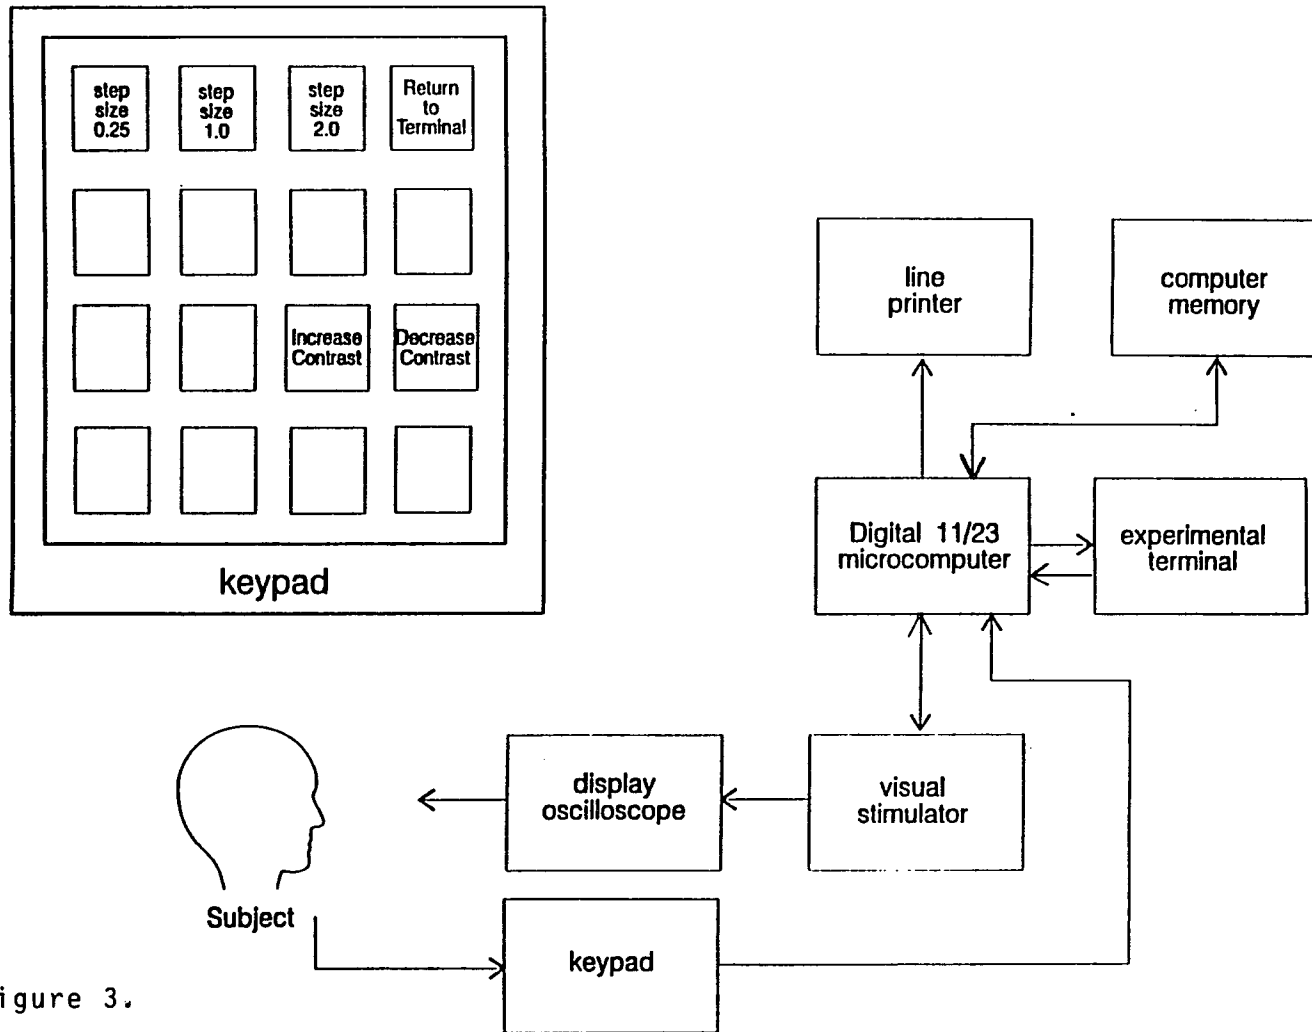 step
size
0.25
step
size
1.0
step
size
2.0
Return
to
Terminal
Increase
Contrast
Decrease
Contrast
keypad
line
printer
computer
memory
Digital 11/23
microcomputer
experimental
terminal
display
oscilloscope
visual
stimulator
Subject
keypad
igure 3.